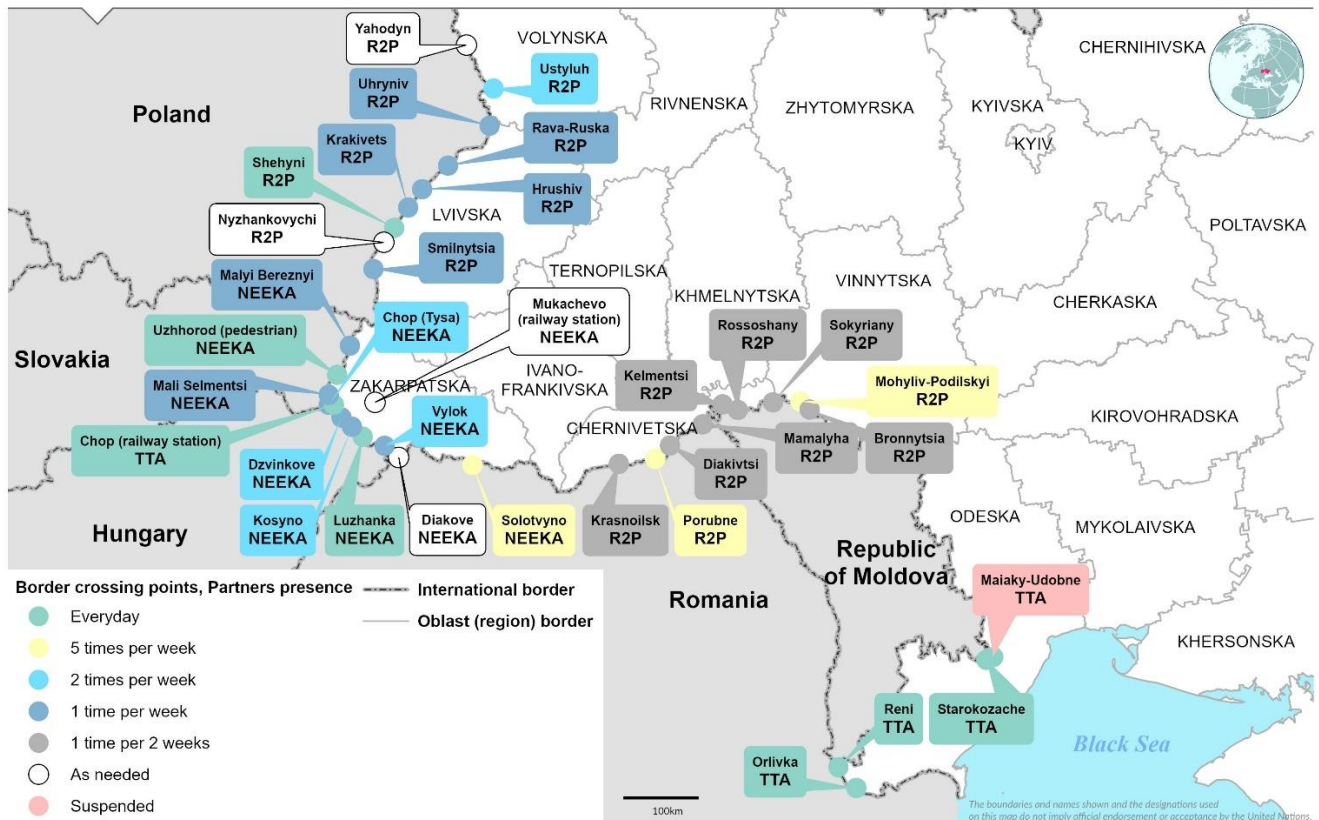 Yahodyn
R2P
VOLYNSKA
CHERNIHIVSKA
Ustyluh
R2P
Uhryniv
R2P
RIVNENSKA
ZHYTOMYRSKA
KYIVSKA
Poland
Krakivets
R2P
Rava-Ruska
R2P
KYIV
Shehyni
R2P
Hrushiv
R2P
Nyzhankovychi
R2P
LVIVSKA
POLTAVSKA
Smilnytsia
R2P
TERNOPILSKA
VINNYTSKA
Malyi Bereznyi
NEEKA
KHMELNYTSKA
CHERKASKA
Mukachevo
(railway station)
NEEKA
Chop (Tysa)
NEEKA
Rossoshany
R2P
Sokyriany
R2P
Uzhhorod (pedestrian)
NEEKA
Slovakia
IVANO-
FRANKIVSKA
Kelmentsi
R2P
Mohyliv-Podilskyi
R2P
Mali Selmentsi
NEEKA
ZAKARPATSKA
KIROVOHRADSKA
Vylok
NEEKA
CHERNIVETSKA
Chop (railway station)
TTA
Mamalyha
R2P
Bronnytsia
R2P
Dzvinkove
NEEKA
Diakivtsi
R2P
Kosyno
NEEKA
Luzhanka
NEEKA
Diakove
NEEKA
Solotvyno
NEEKA
Krasnoilsk
R2P
Porubne
R2P
ODESKA
MYKOLAIVSKA
Hungary
Republic
of Moldova
Maiaky-Udobne
TTA
Romania
KHERSONSKA
Reni
TTA
Starokozache
TTA
Orlivka
TTA
Black Sea
Border crossing points, Partners presence
Everyday
5 times per week
2 times per week
1 time per week
1 time per 2 weeks
As needed
Suspended
International border
Oblast (region) border
100km
The boundaries and names shown and the designations used
on this map do not imply official endorsement or acceptance by the United Nations.